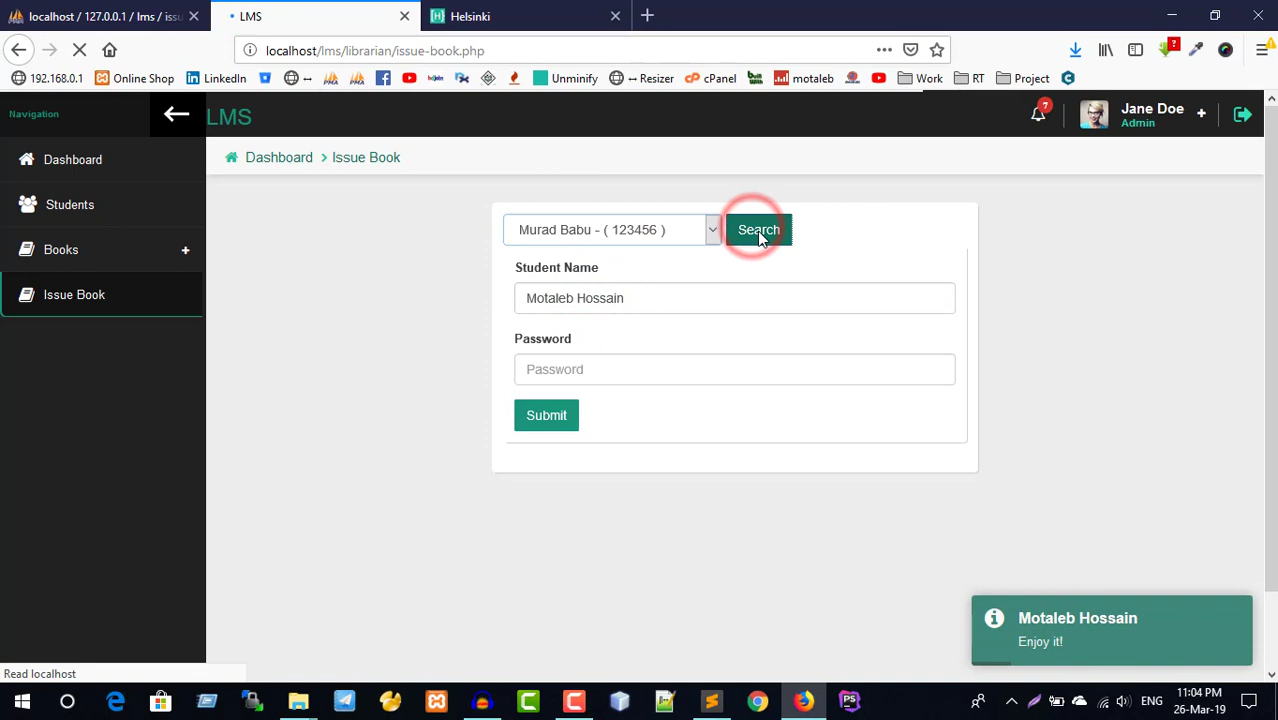 localhost / 127.0.0.1 / lms / issu
LMS
Helsinki
localhost/lms/librarian/issue-book.php
192.168.0.1
Online Shop
LinkedIn
Unminify
Resizer
cPanel
motaleb
Work
RT
Project
Navigation
LMS
7
Jane Doe
Admin
Dashboard
Dashboard
Issue Book
Students
Books
Issue Book
Murad Babu - ( 123456 )
Search
Student Name
Motaleb Hossain
Password
Password
Submit
Motaleb Hossain
Enjoy it!
Read localhost
ENG
11:04 PM
26-Mar-19